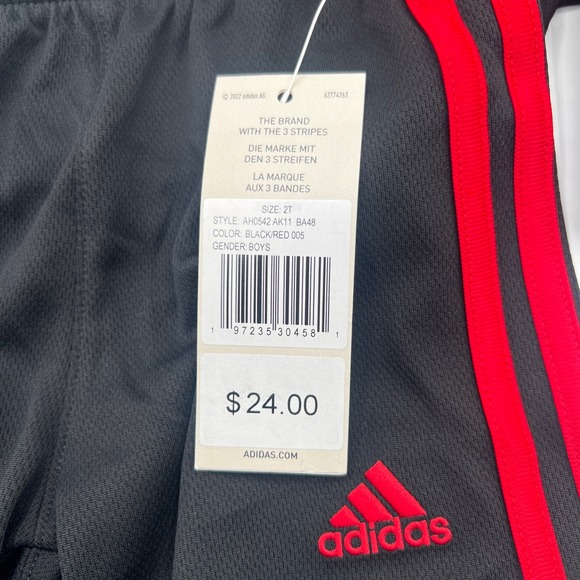 © 2022 adidas AG 62774263
THE BRAND
WITH THE 3 STRIPES
DIE MARKE MIT
DEN 3 STREIFEN
LA MARQUE
AUX 3 BANDES
SIZE: 2T
STYLE: AH0542 AK11 BA48
COLOR: BLACK/RED 005
GENDER: BOYS
1 97235 30458 1
$24.00
ADIDAS.COM
adidas